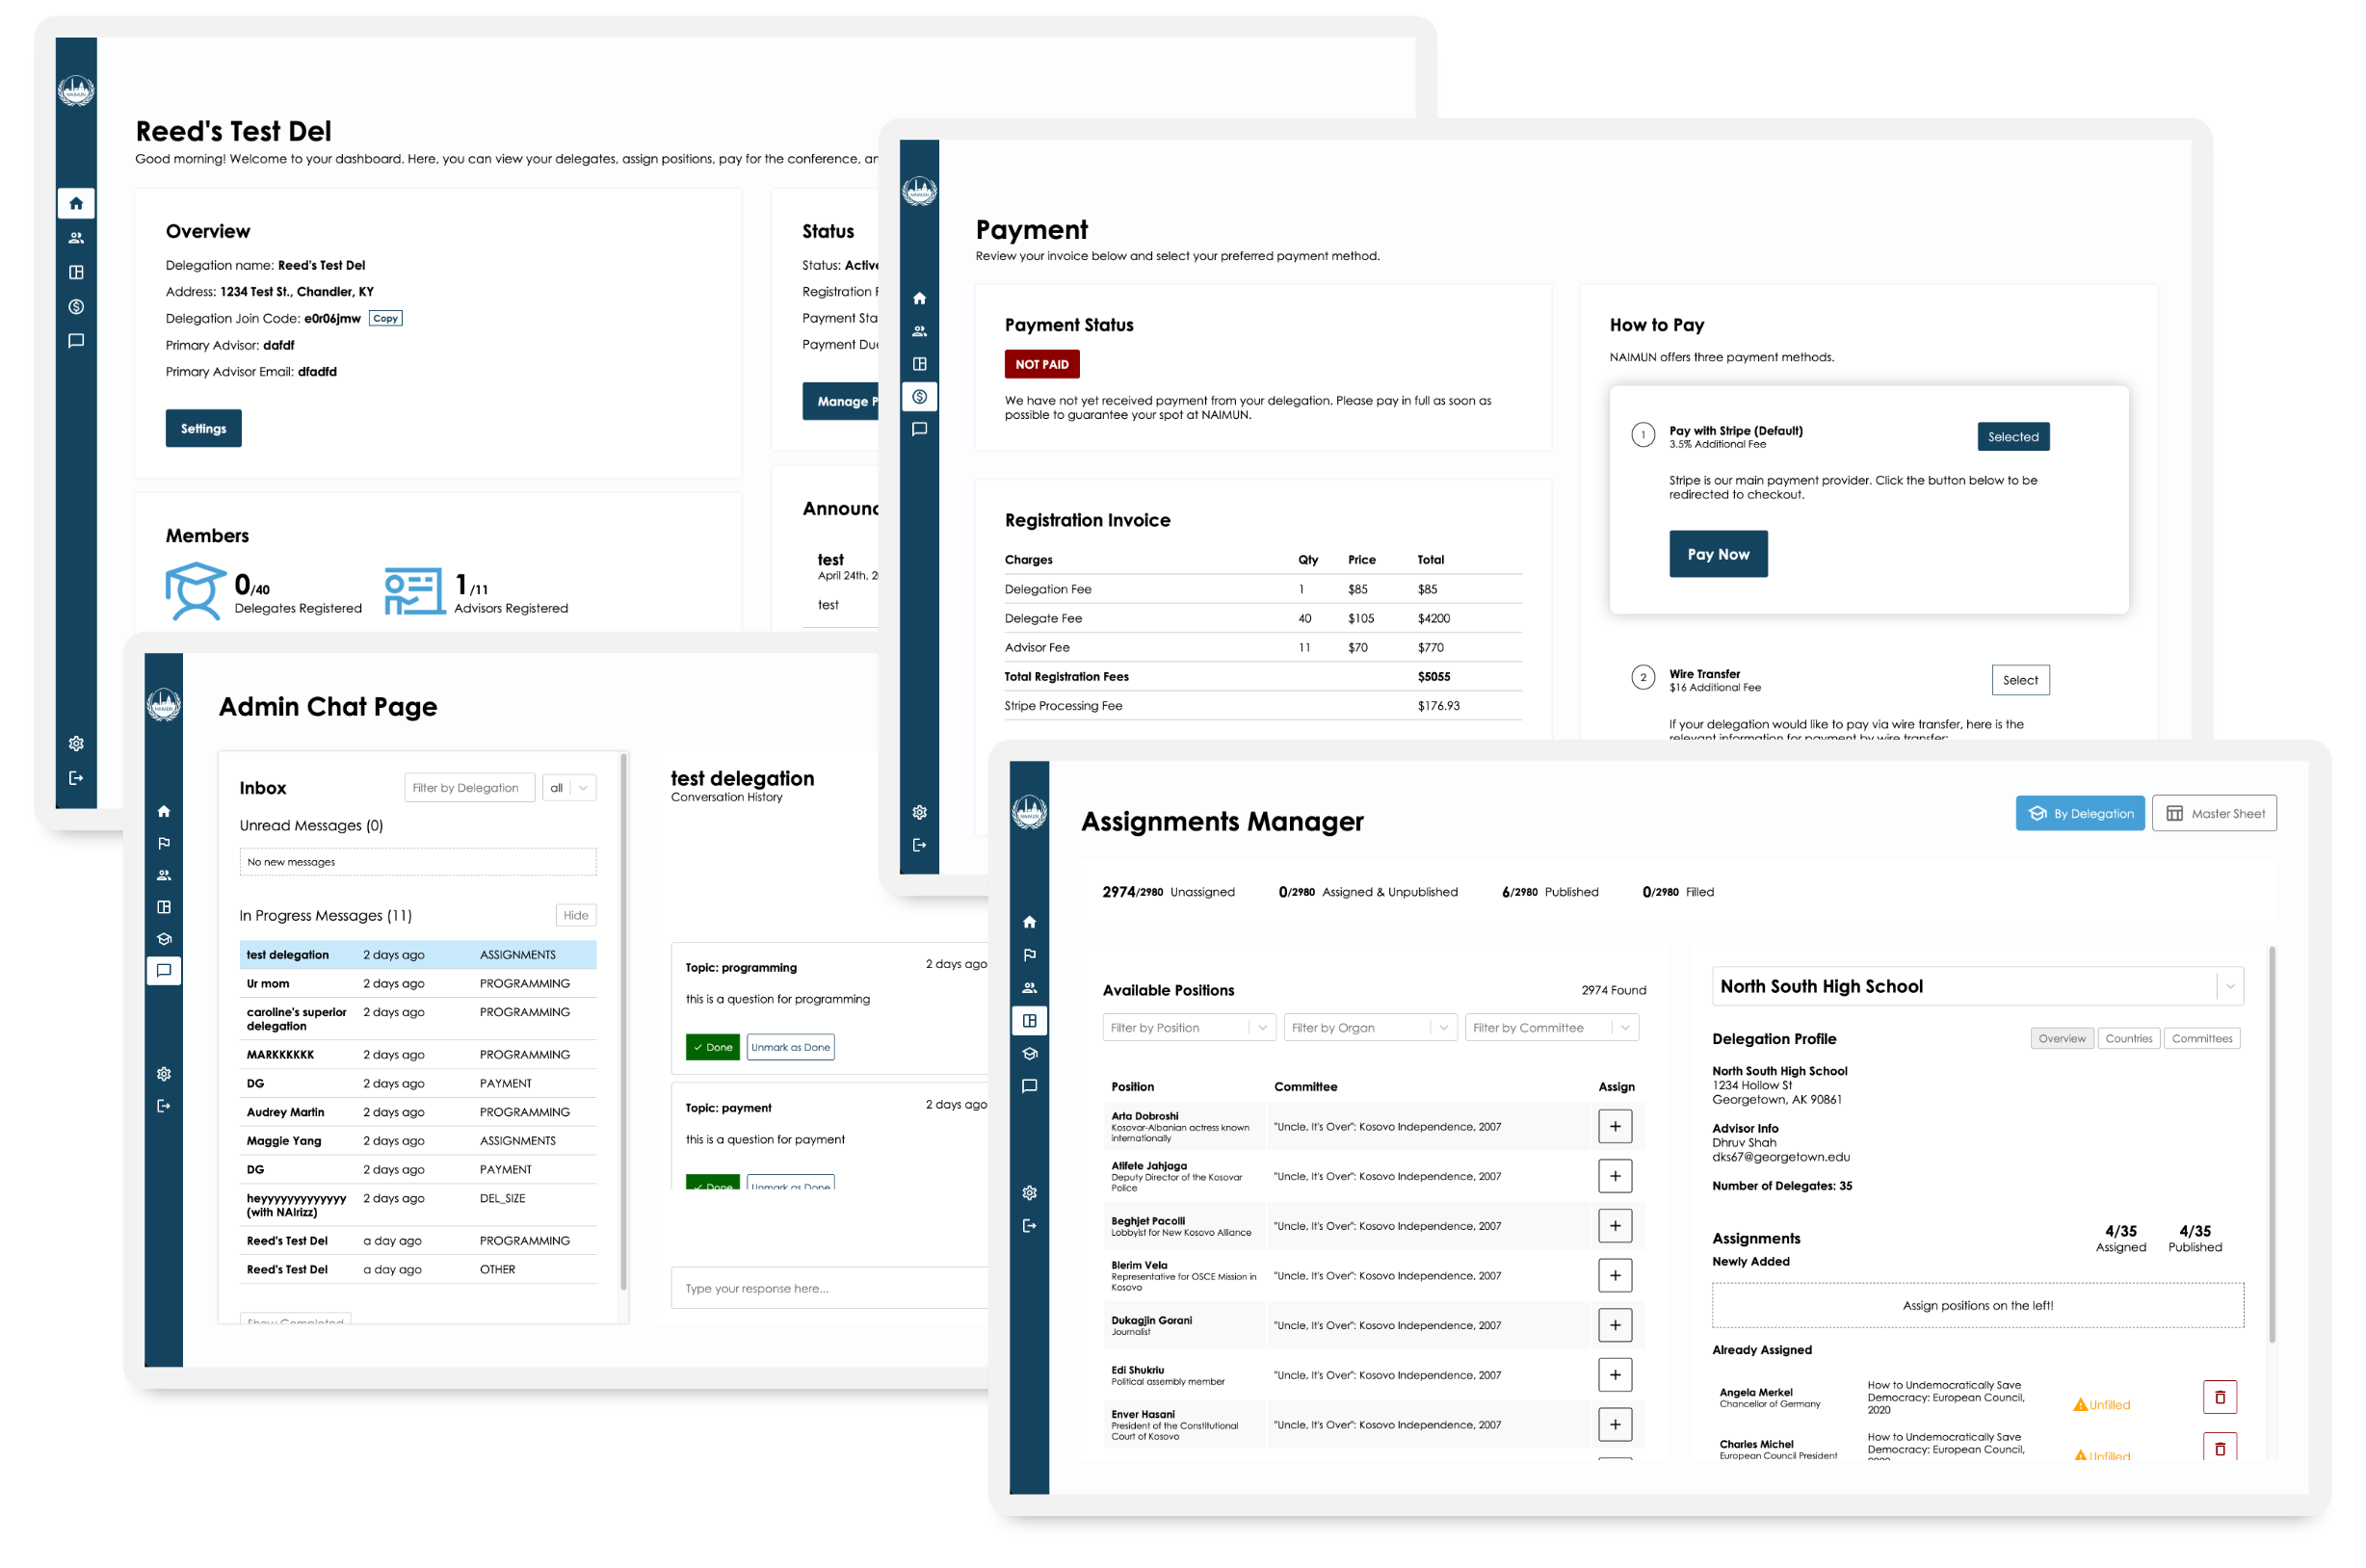 NAIMUN
Reed's Test Del
Good morning! Welcome to your dashboard. Here, you can view your delegates, assign positions, pay for the conference,
Overview
Delegation name: Reed's Test Del
Address: 1234 Test St., Chandler, KY
Delegation Join Code: e0r06jmw Copy
Primary Advisor: dafdf
Primary Advisor Email: dfadfd
Settings
Status
Status: Active
Registration
Payment
Payment
Manage
Members
0/40
Delegates Registered
1/11
Advisors Registered
test
April 24th,
test
NAIMUN
Payment
Review your invoice below and select your preferred payment method.
Payment Status
NOT PAID
We have not yet received payment from your delegation. Please pay in full as soon as
possible to guarantee your spot at NAIMUN.
Registration Invoice
Charges Qty Price Total
Delegation Fee 1 $85 $85
Delegate Fee 40 $105 $4200
Advisor Fee 11 $70 $770
Total Registration Fees $5055
Stripe Processing Fee $176.93
How to Pay
NAIMUN offers three payment methods.
1 Pay with Stripe (Default) Selected
3.5% Additional Fee
Stripe is our main payment provider. Click the button below to be
redirected to checkout.
Pay Now
2 Wire Transfer Select
$16 Additional Fee
If your delegation would like to pay via wire transfer, here is the
relevant information for payment by wire transfer:
NAIMUN
Admin Chat Page
Inbox Filter by Delegation all
Unread Messages (0)
No new messages
In Progress Messages (11) Hide
test delegation 2 days ago ASSIGNMENTS
Ur mom 2 days ago PROGRAMMING
caroline's superior 2 days ago PROGRAMMING
delegation
MARKKKKKK 2 days ago PROGRAMMING
DG 2 days ago PAYMENT
Audrey Martin 2 days ago PROGRAMMING
Maggie Yang 2 days ago ASSIGNMENTS
DG 2 days ago PAYMENT
heyyyyyyyyyyyyy 2 days ago DEL_SIZE
(with NAIrizz)
Reed's Test Del a day ago PROGRAMMING
Reed's Test Del a day ago OTHER
Show Completed
test delegation
Conversation History
Topic: programming 2 days ago
this is a question for programming
Done Unmark as Done
Topic: payment 2 days ago
this is a question for payment
Done Unmark as Done
Type your response here...
NAIMUN
Assignments Manager
By Delegation Master Sheet
2974/2980 Unassigned 0/2980 Assigned & Unpublished 6/2980 Published 0/2980 Filled
Available Positions 2974 Found
Filter by Position Filter by Organ Filter by Committee
Position Committee Assign
Arta Dobroshi
Kosovar-Albanian actress known
internationally
"Uncle, It's Over": Kosovo Independence, 2007 +
Atifete Jahjaga
Deputy Director of the Kosovar
Police
"Uncle, It's Over": Kosovo Independence, 2007 +
Beghjet Pacolli
Lobbyist for New Kosovo Alliance
"Uncle, It's Over": Kosovo Independence, 2007 +
Blerim Vela
Representative for OSCE Mission in
Kosovo
"Uncle, It's Over": Kosovo Independence, 2007 +
Dukagjin Gorani
Journalist
"Uncle, It's Over": Kosovo Independence, 2007 +
Edi Shukriu
Political assembly member
"Uncle, It's Over": Kosovo Independence, 2007 +
Enver Hasani
President of the Constitutional
Court of Kosovo
"Uncle, It's Over": Kosovo Independence, 2007 +
North South High School
Delegation Profile Overview Countries Committees
North South High School
1234 Hollow St
Georgetown, AK 90861
Advisor Info
Dhruv Shah
dks67@georgetown.edu
Number of Delegates: 35
Assignments
4/35 4/35
Assigned Published
Newly Added
Assign positions on the left!
Already Assigned
Angela Merkel
Chancellor of Germany
How to Undemocratically Save
Democracy: European Council,
2020
Unfilled
Charles Michel
European Council President
How to Undemocratically Save
Democracy: European Council,
Unfilled